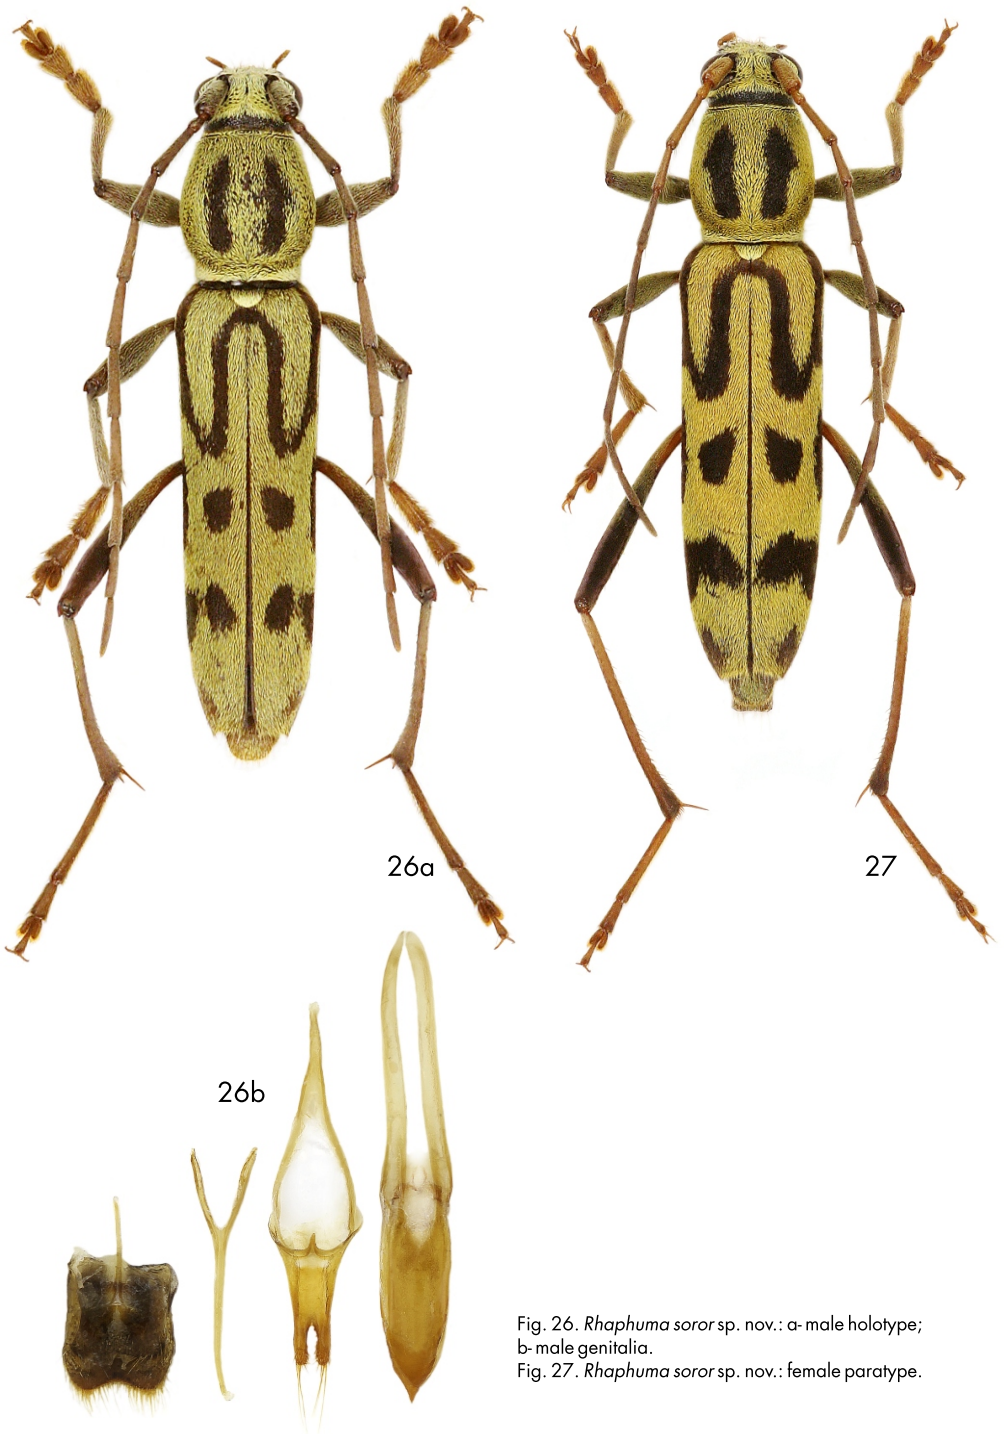 26a
27
26b
Fig. 26. Rhaphuma soror sp. nov.: a- male holotype;
b- male genitalia.
Fig. 27. Rhaphuma soror sp. nov.: female paratype.